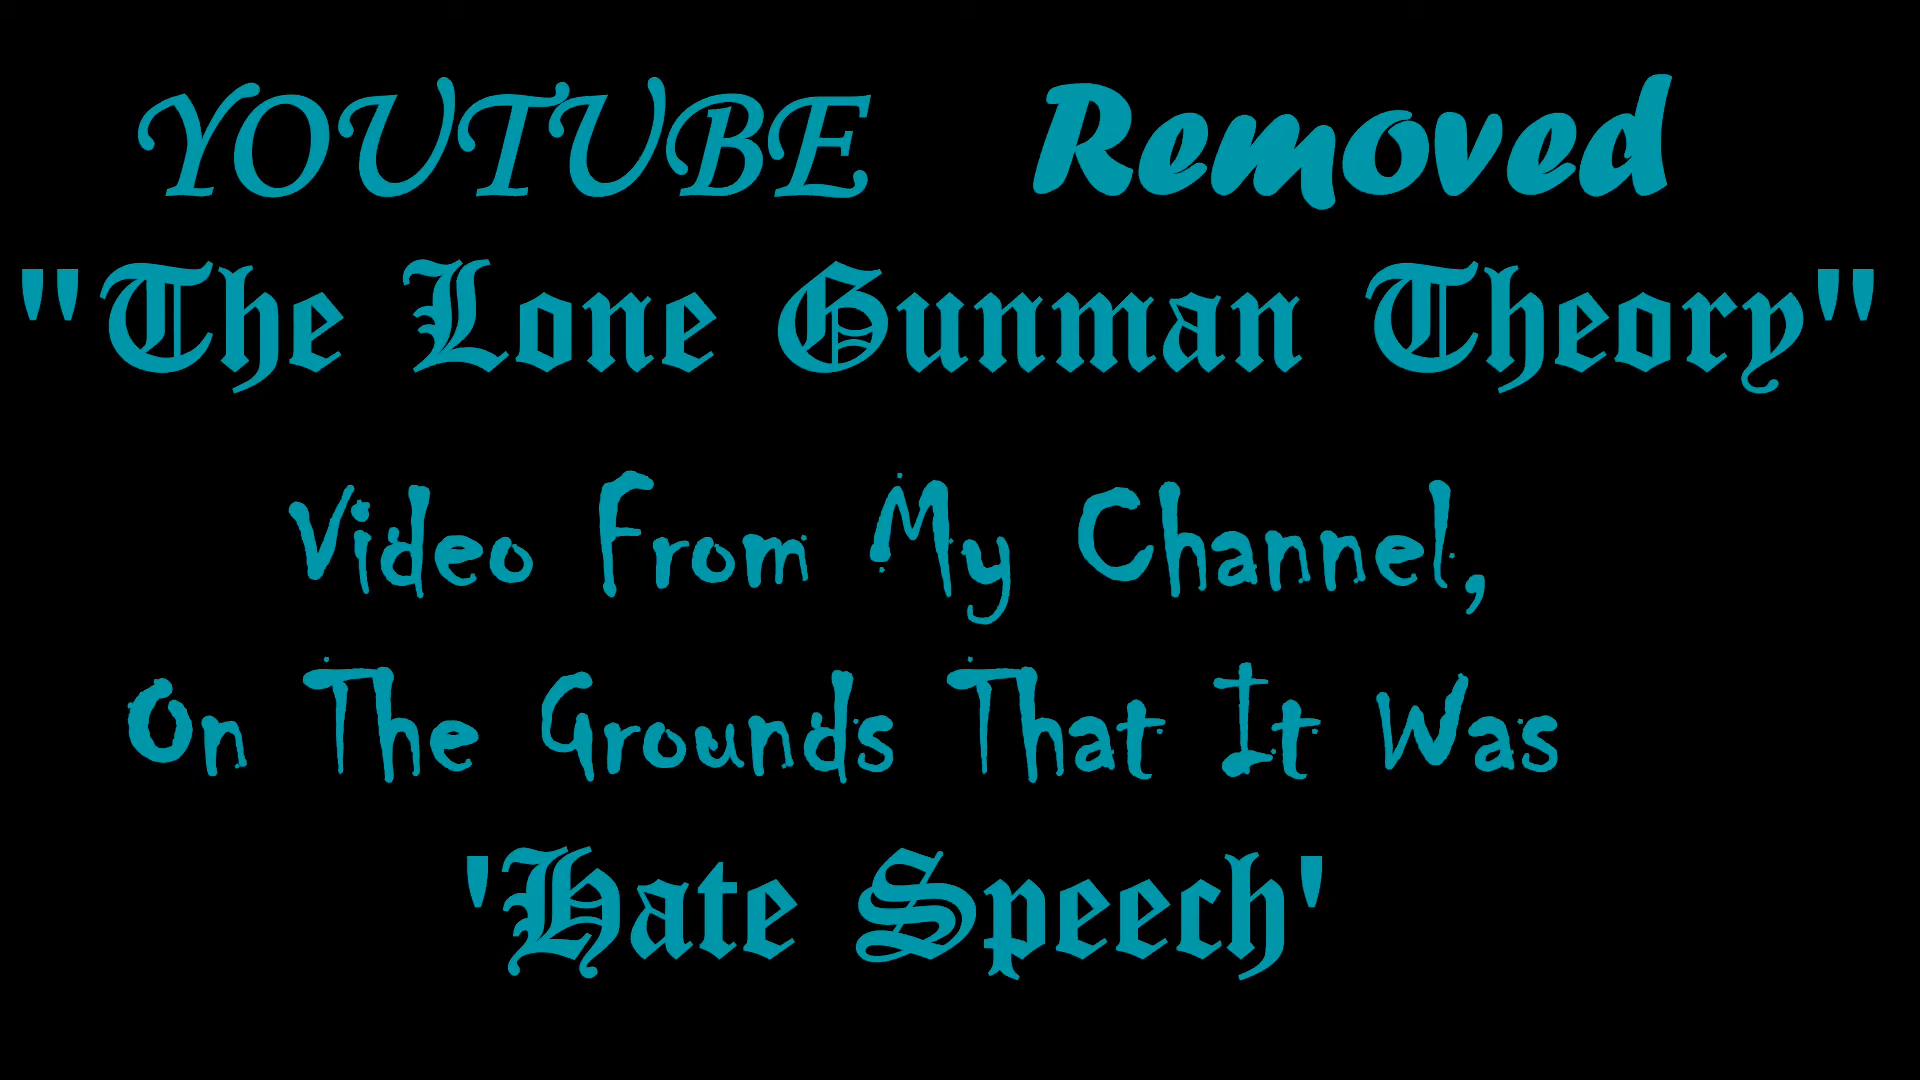 YOUTUBE Removed
"The Lone Gunman Theory"
Video From My Channel,
On The Grounds That It Was
'Hate Speech'